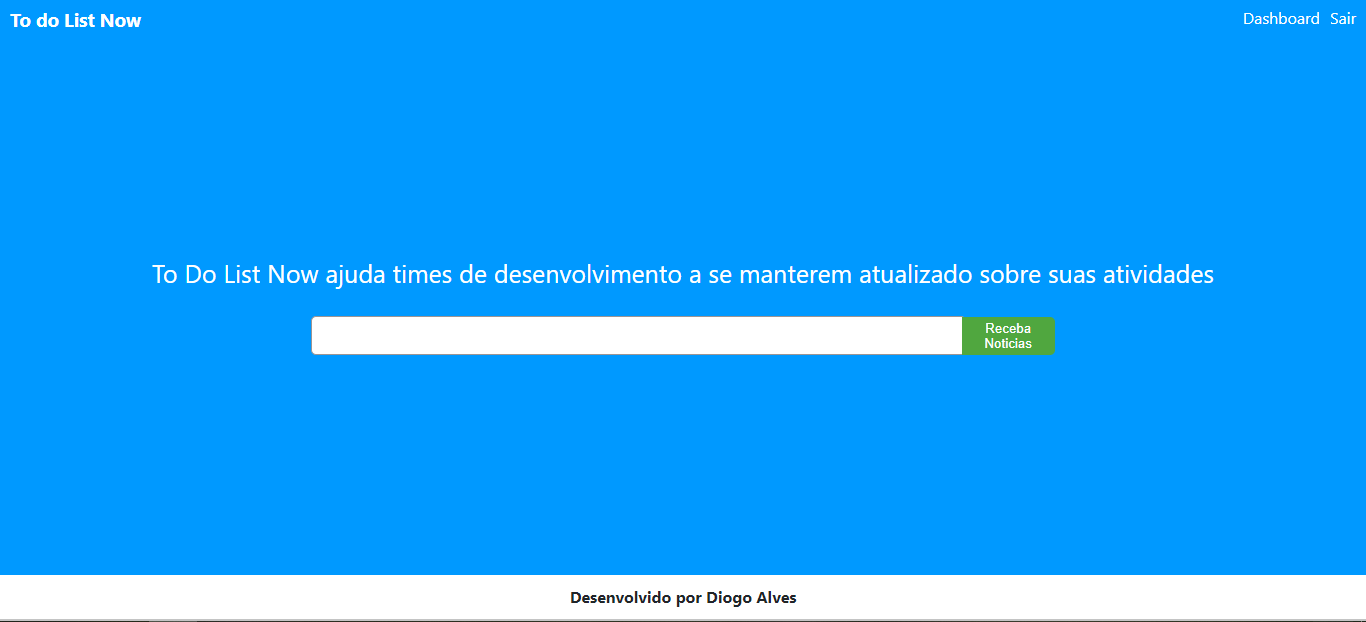 To do List Now
Dashboard Sair
To Do List Now ajuda times de desenvolvimento a se manterem atualizado sobre suas atividades
Receba
Noticias
Desenvolvido por Diogo Alves